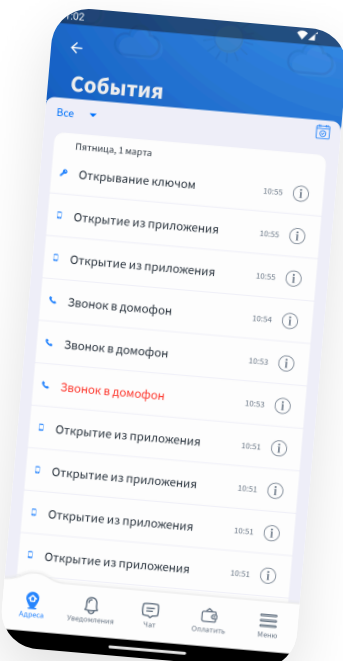 :02
События
Все
Пятница, 1 марта
Открывание ключом 10:55
Открытие из приложения 10:55
Открытие из приложения 10:55
Звонок в домофон 10:54
Звонок в домофон 10:53
Звонок в домофон 10:53
Открытие из приложения 10:51
Открытие из приложения 10:51
Открытие из приложения 10:51
Открытие из приложения 10:51
Адреса Уведомления Чат Оплатить Меню